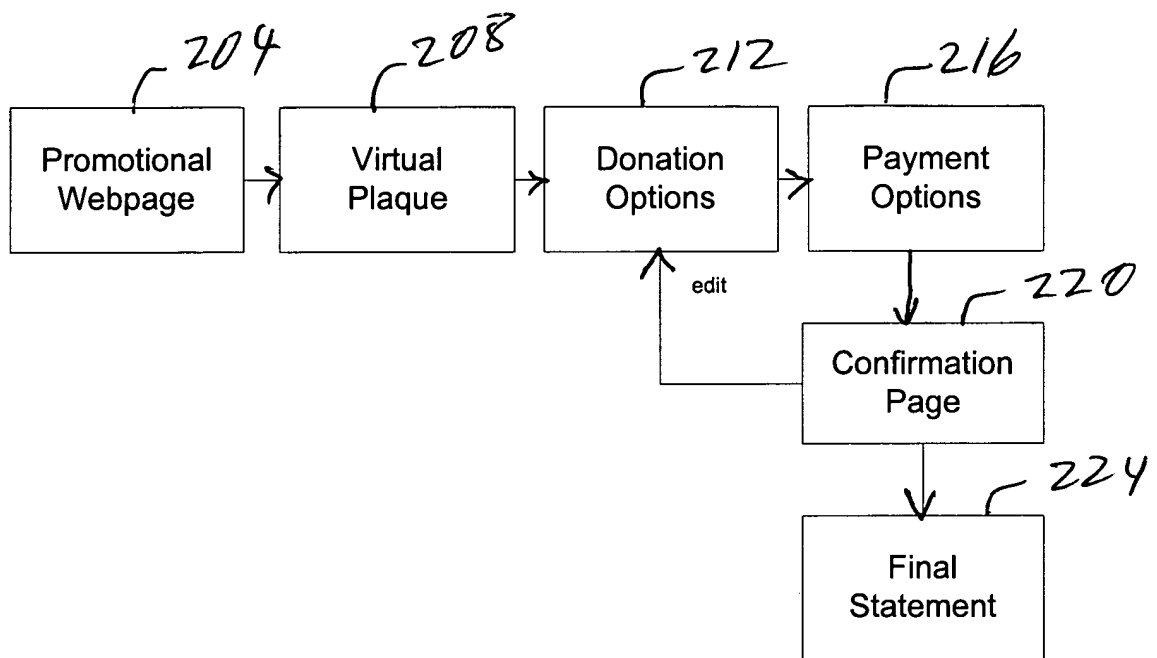 204
208
212
216
Promotional
Webpage
Virtual
Plaque
Donation
Options
Payment
Options
edit
220
Confirmation
Page
224
Final
Statement